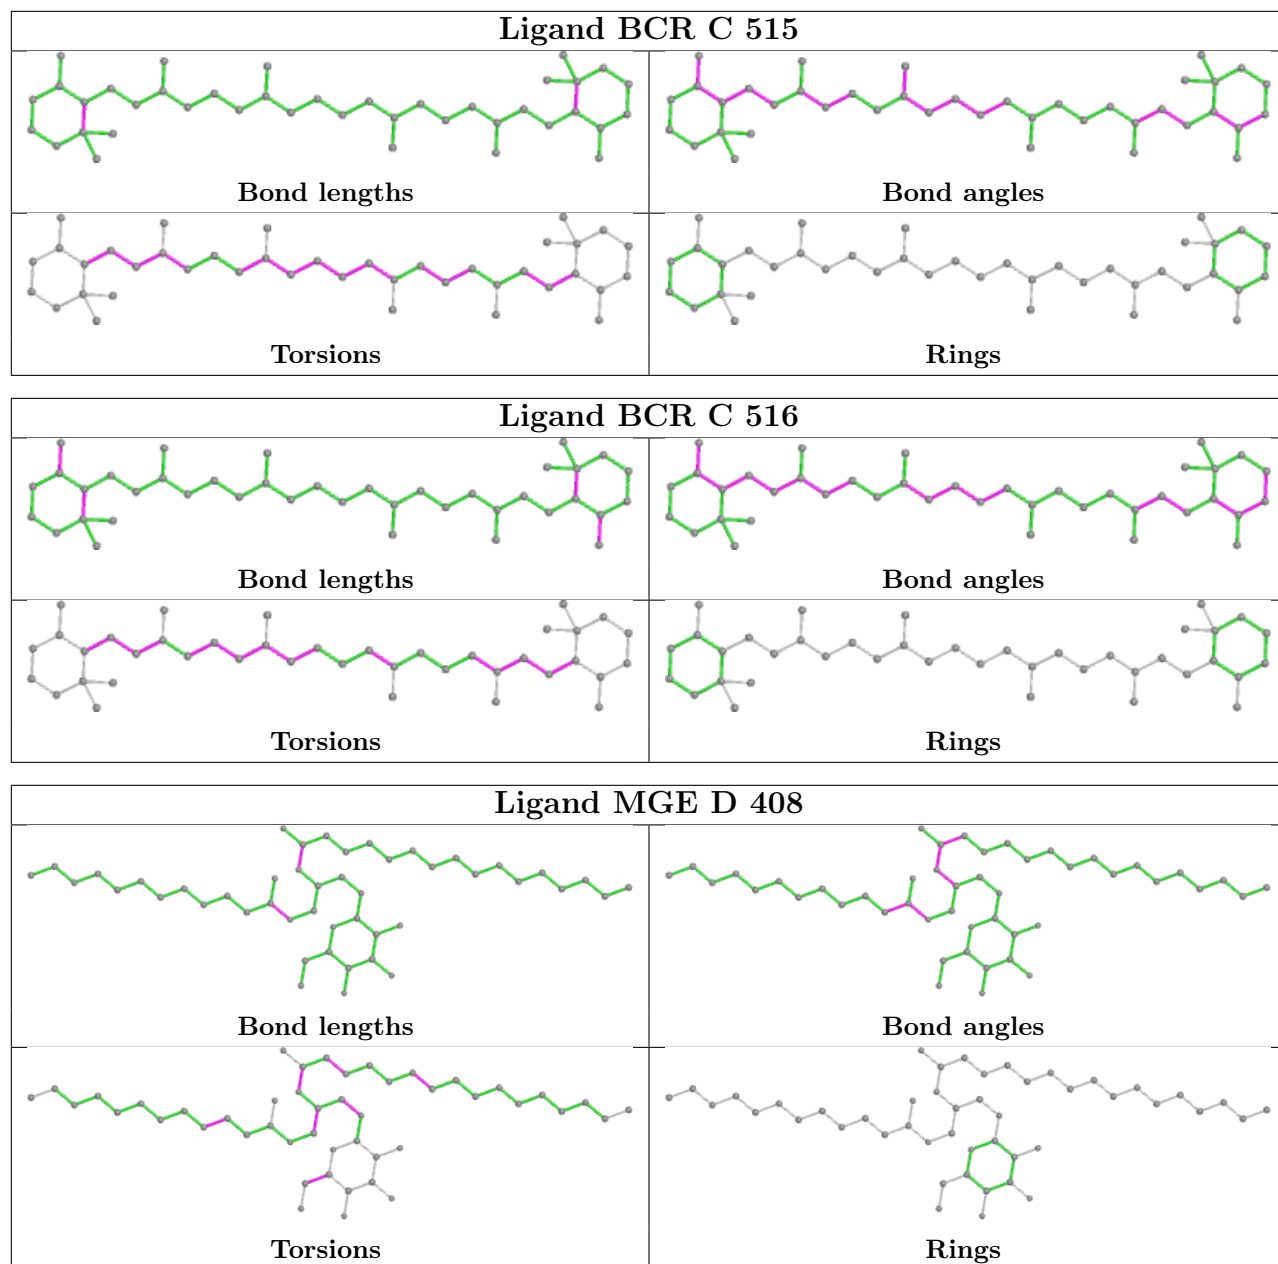 Ligand BCR C 515
Bond lengths
Bond angles
Torsions
Rings
Ligand BCR C 516
Bond lengths
Bond angles
Torsions
Rings
Ligand MGE D 408
Bond lengths
Bond angles
Torsions
Rings